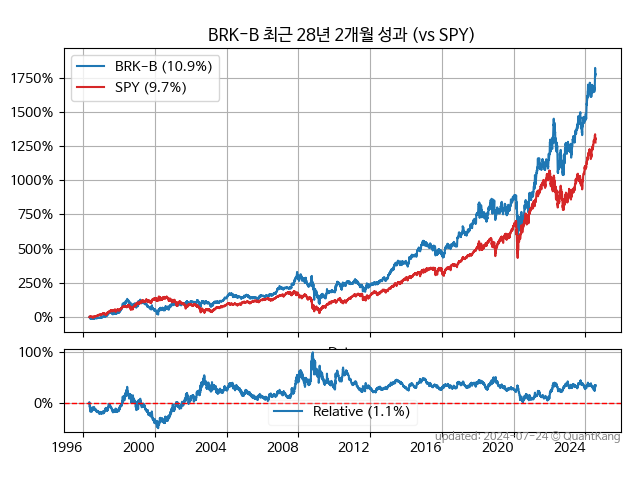 BRK-B 최근 28년 2개월 성과 (vs SPY)
BRK-B (10.9%)
SPY (9.7%)
1750%
1500%
1250%
1000%
750%
500%
250%
0%
100%
0%
Relative (1.1%)
1996 2000 2004 2008 2012 2016 2020 2024
updated: 2024-07-24 © QuantKang